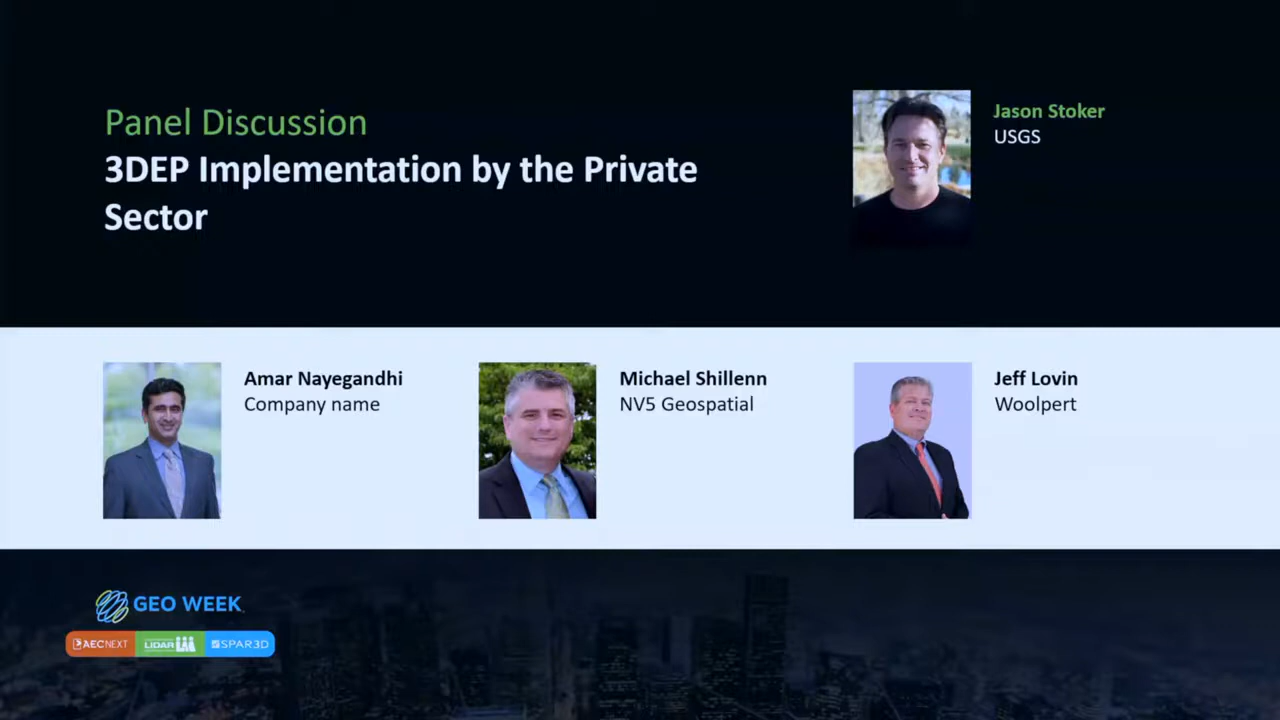 Panel Discussion
3DEP Implementation by the Private
Sector
Jason Stoker
USGS
Amar Nayegandhi
Company name
Michael Shillenn
NV5 Geospatial
Jeff Lovin
Woolpert
GEO WEEK
AECNEXT
LIDAR
SPAR3D